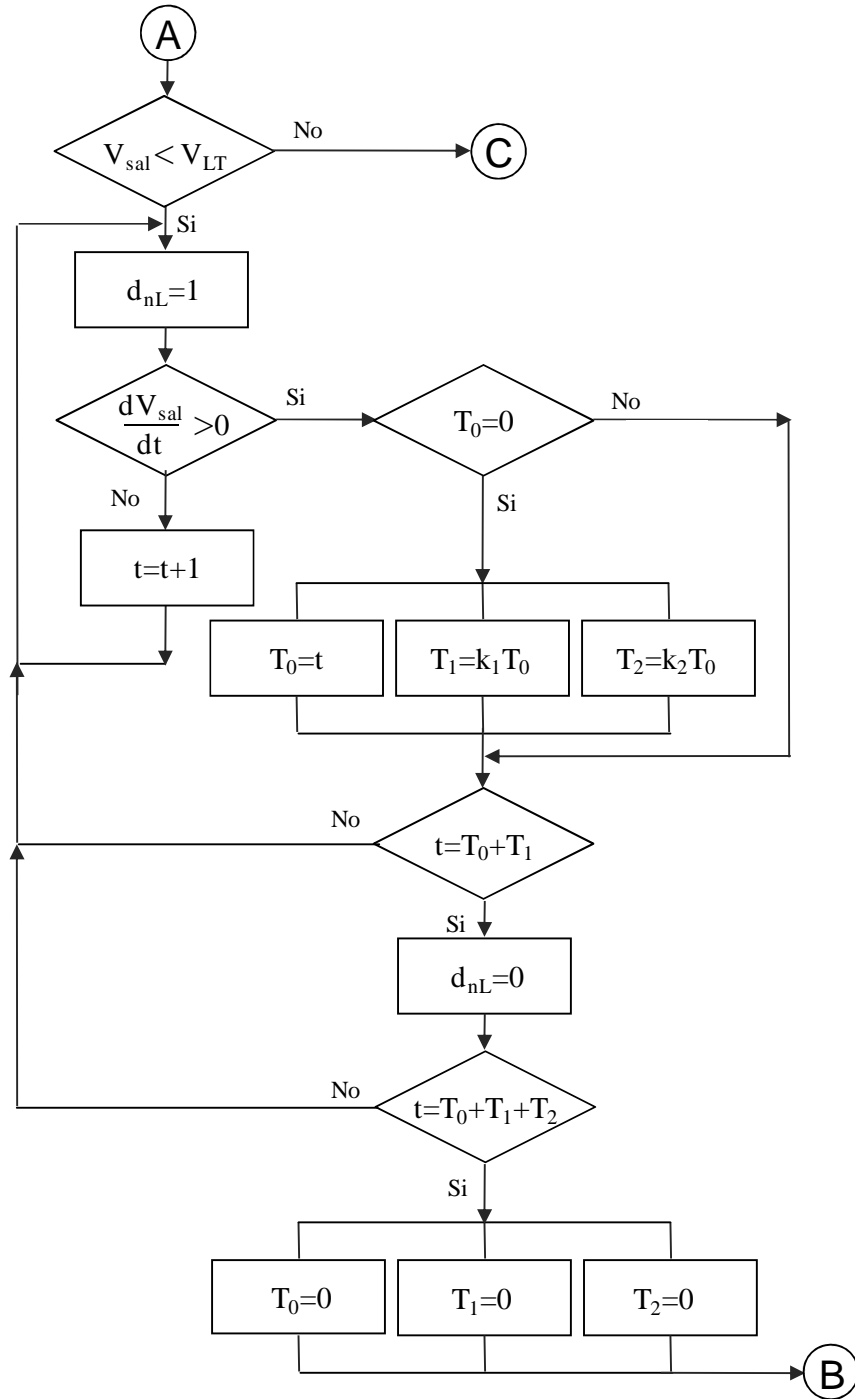 A
V_sal < V_LT
No
C
Si
d_nL=1
dV_sal
dt
>0
Si
T_0=0
No
No
Si
t=t+1
T_0=t
T_1=k_1T_0
T_2=k_2T_0
No
t=T_0+T_1
Si
d_nL=0
No
t=T_0+T_1+T_2
Si
T_0=0
T_1=0
T_2=0
B